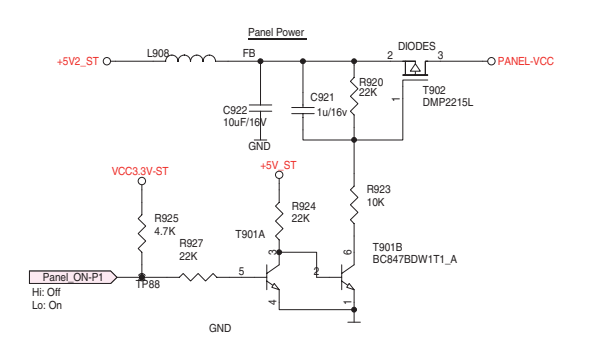 Panel Power
DIODES
+5V2_ST
L908
FB
2
3
PANEL-VCC
C921
1u/16v
R920
22K
T902
DMP2215L
1
C922
10uF/16V
GND
+5V_ST
VCC3.3V-ST
R923
10K
R924
22K
R925
4.7K
T901A
R927
22K
3
6
T901B
BC847BDW1T1_A
Panel_ON-P1
TP88
5
2
4
1
Hi: Off
Lo: On
GND